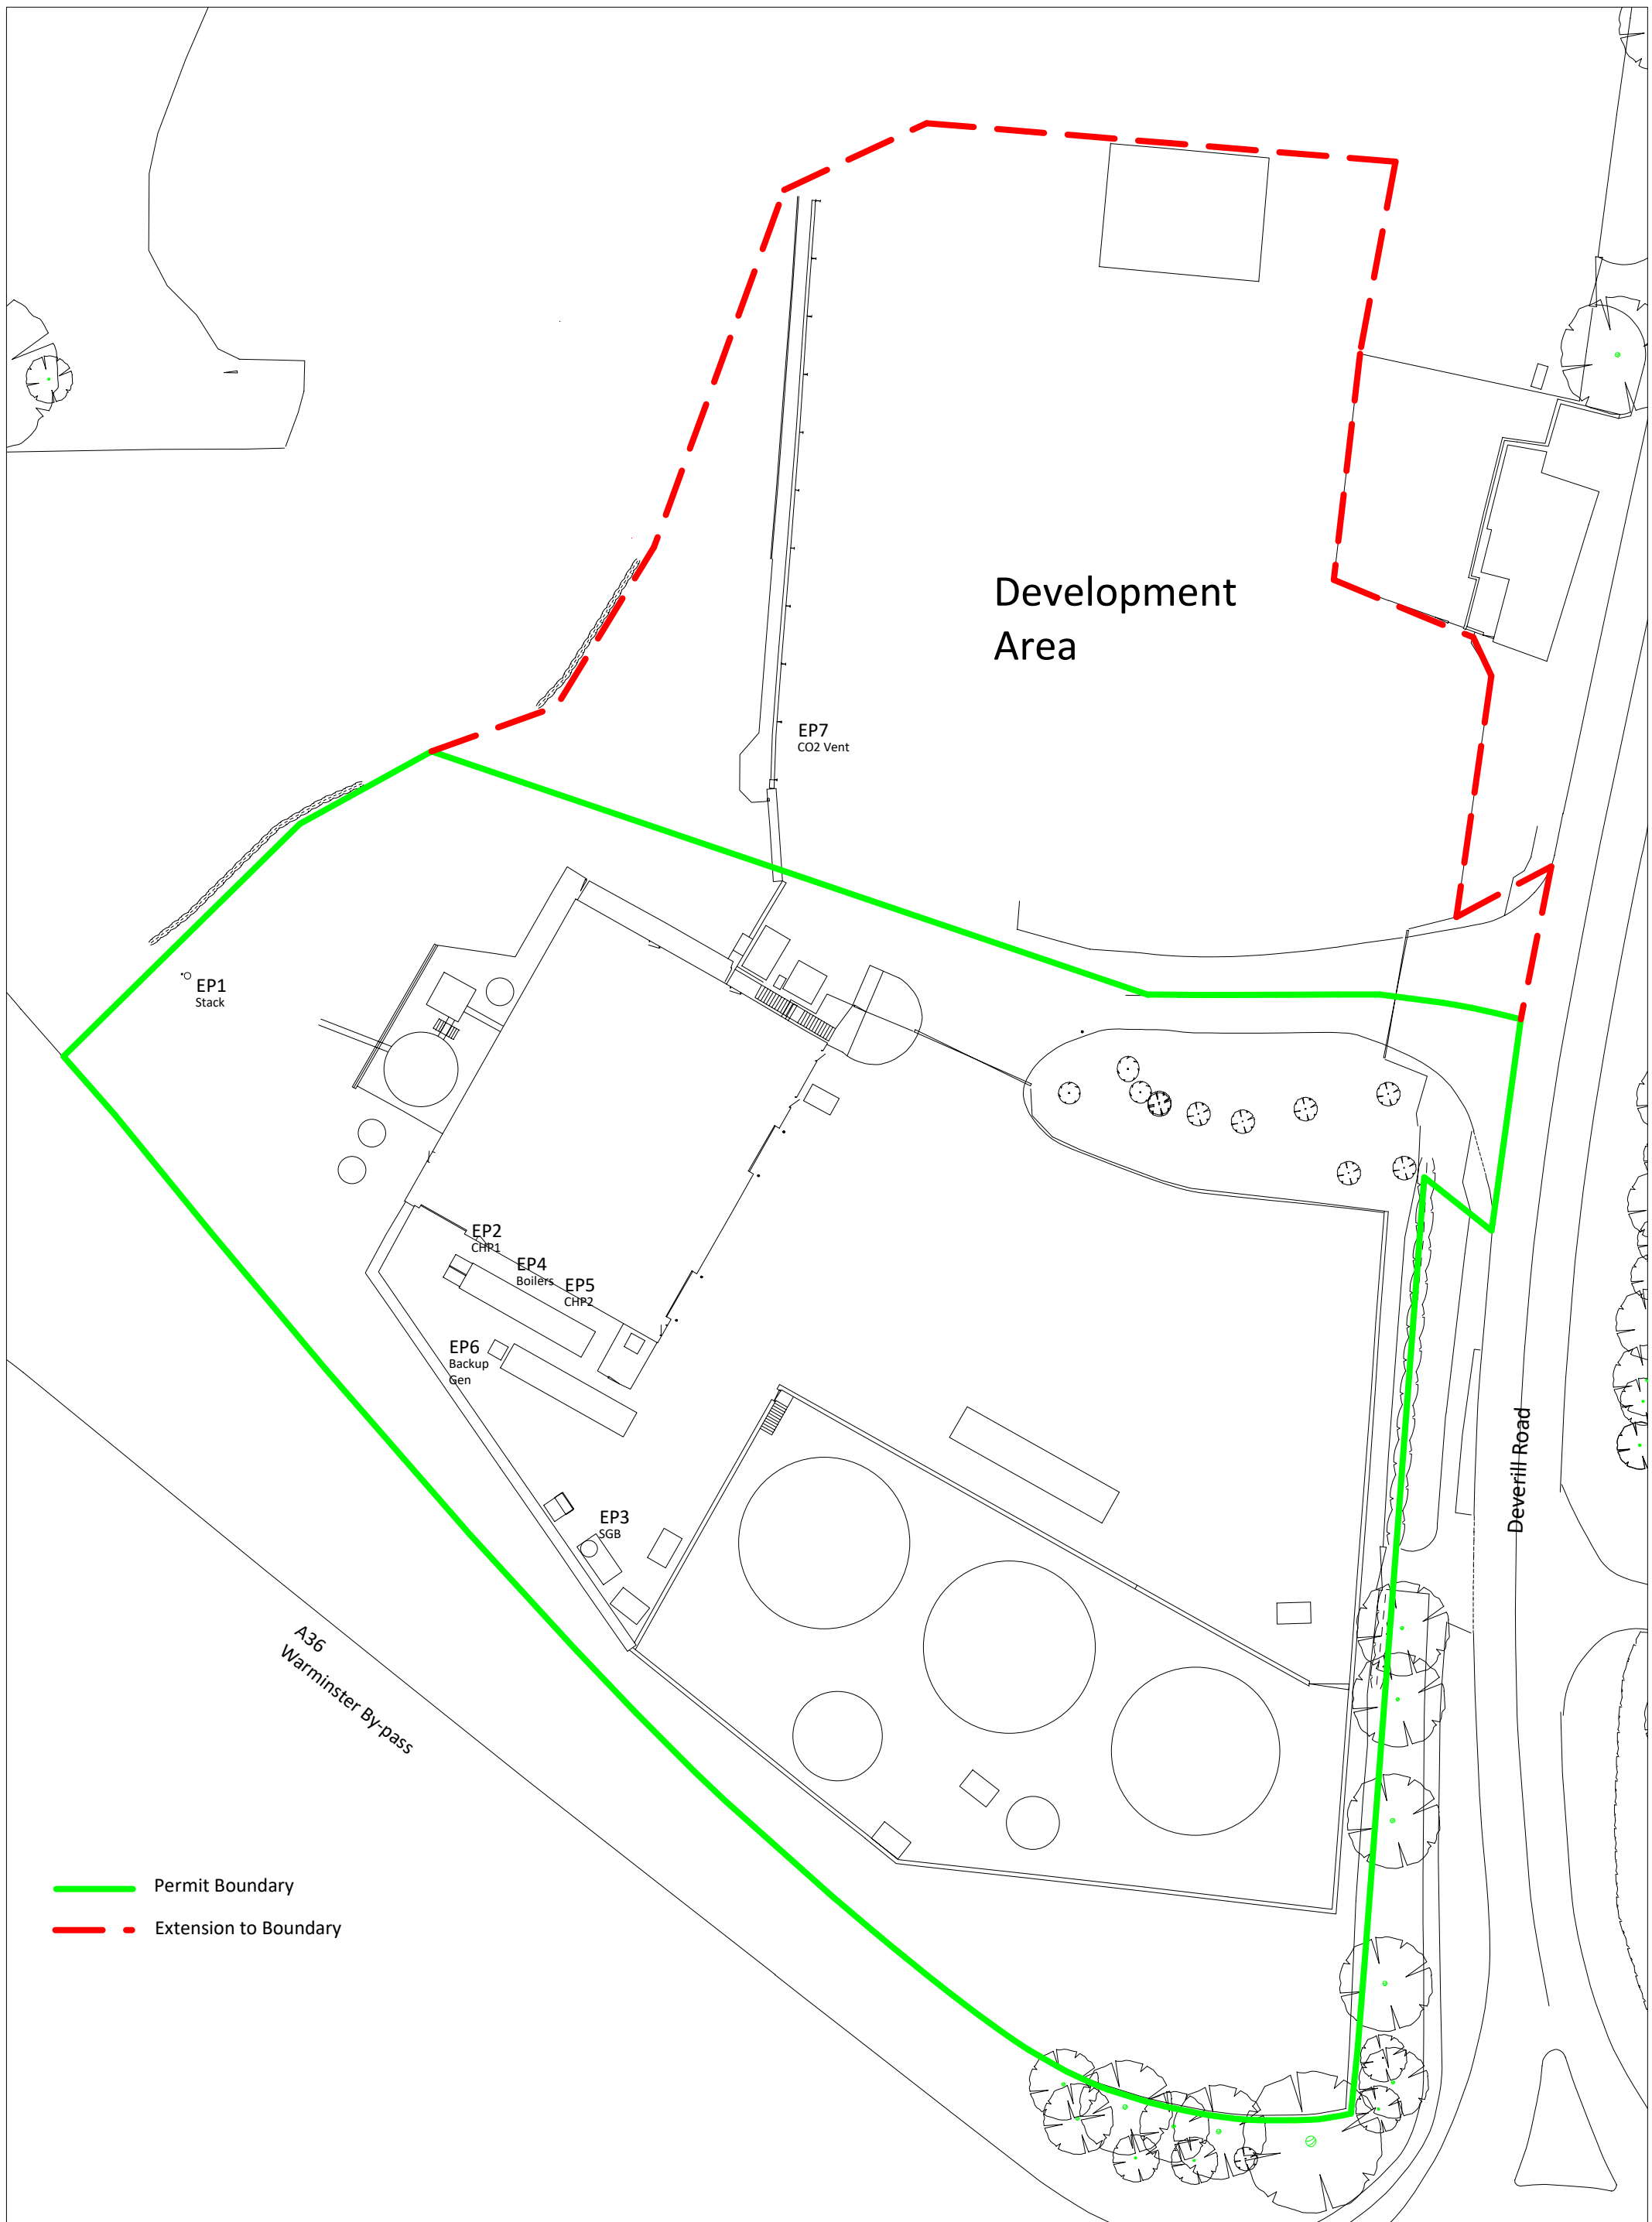 Development
Area
EP7
CO2 Vent
EP1
Stack
EP2
CHP1
EP4
Boilers
EP5
CHP2
EP6
Backup
Gen
EP3
SGB
Deverill Road
A36
Warminster By-pass
Permit Boundary
Extension to Boundary